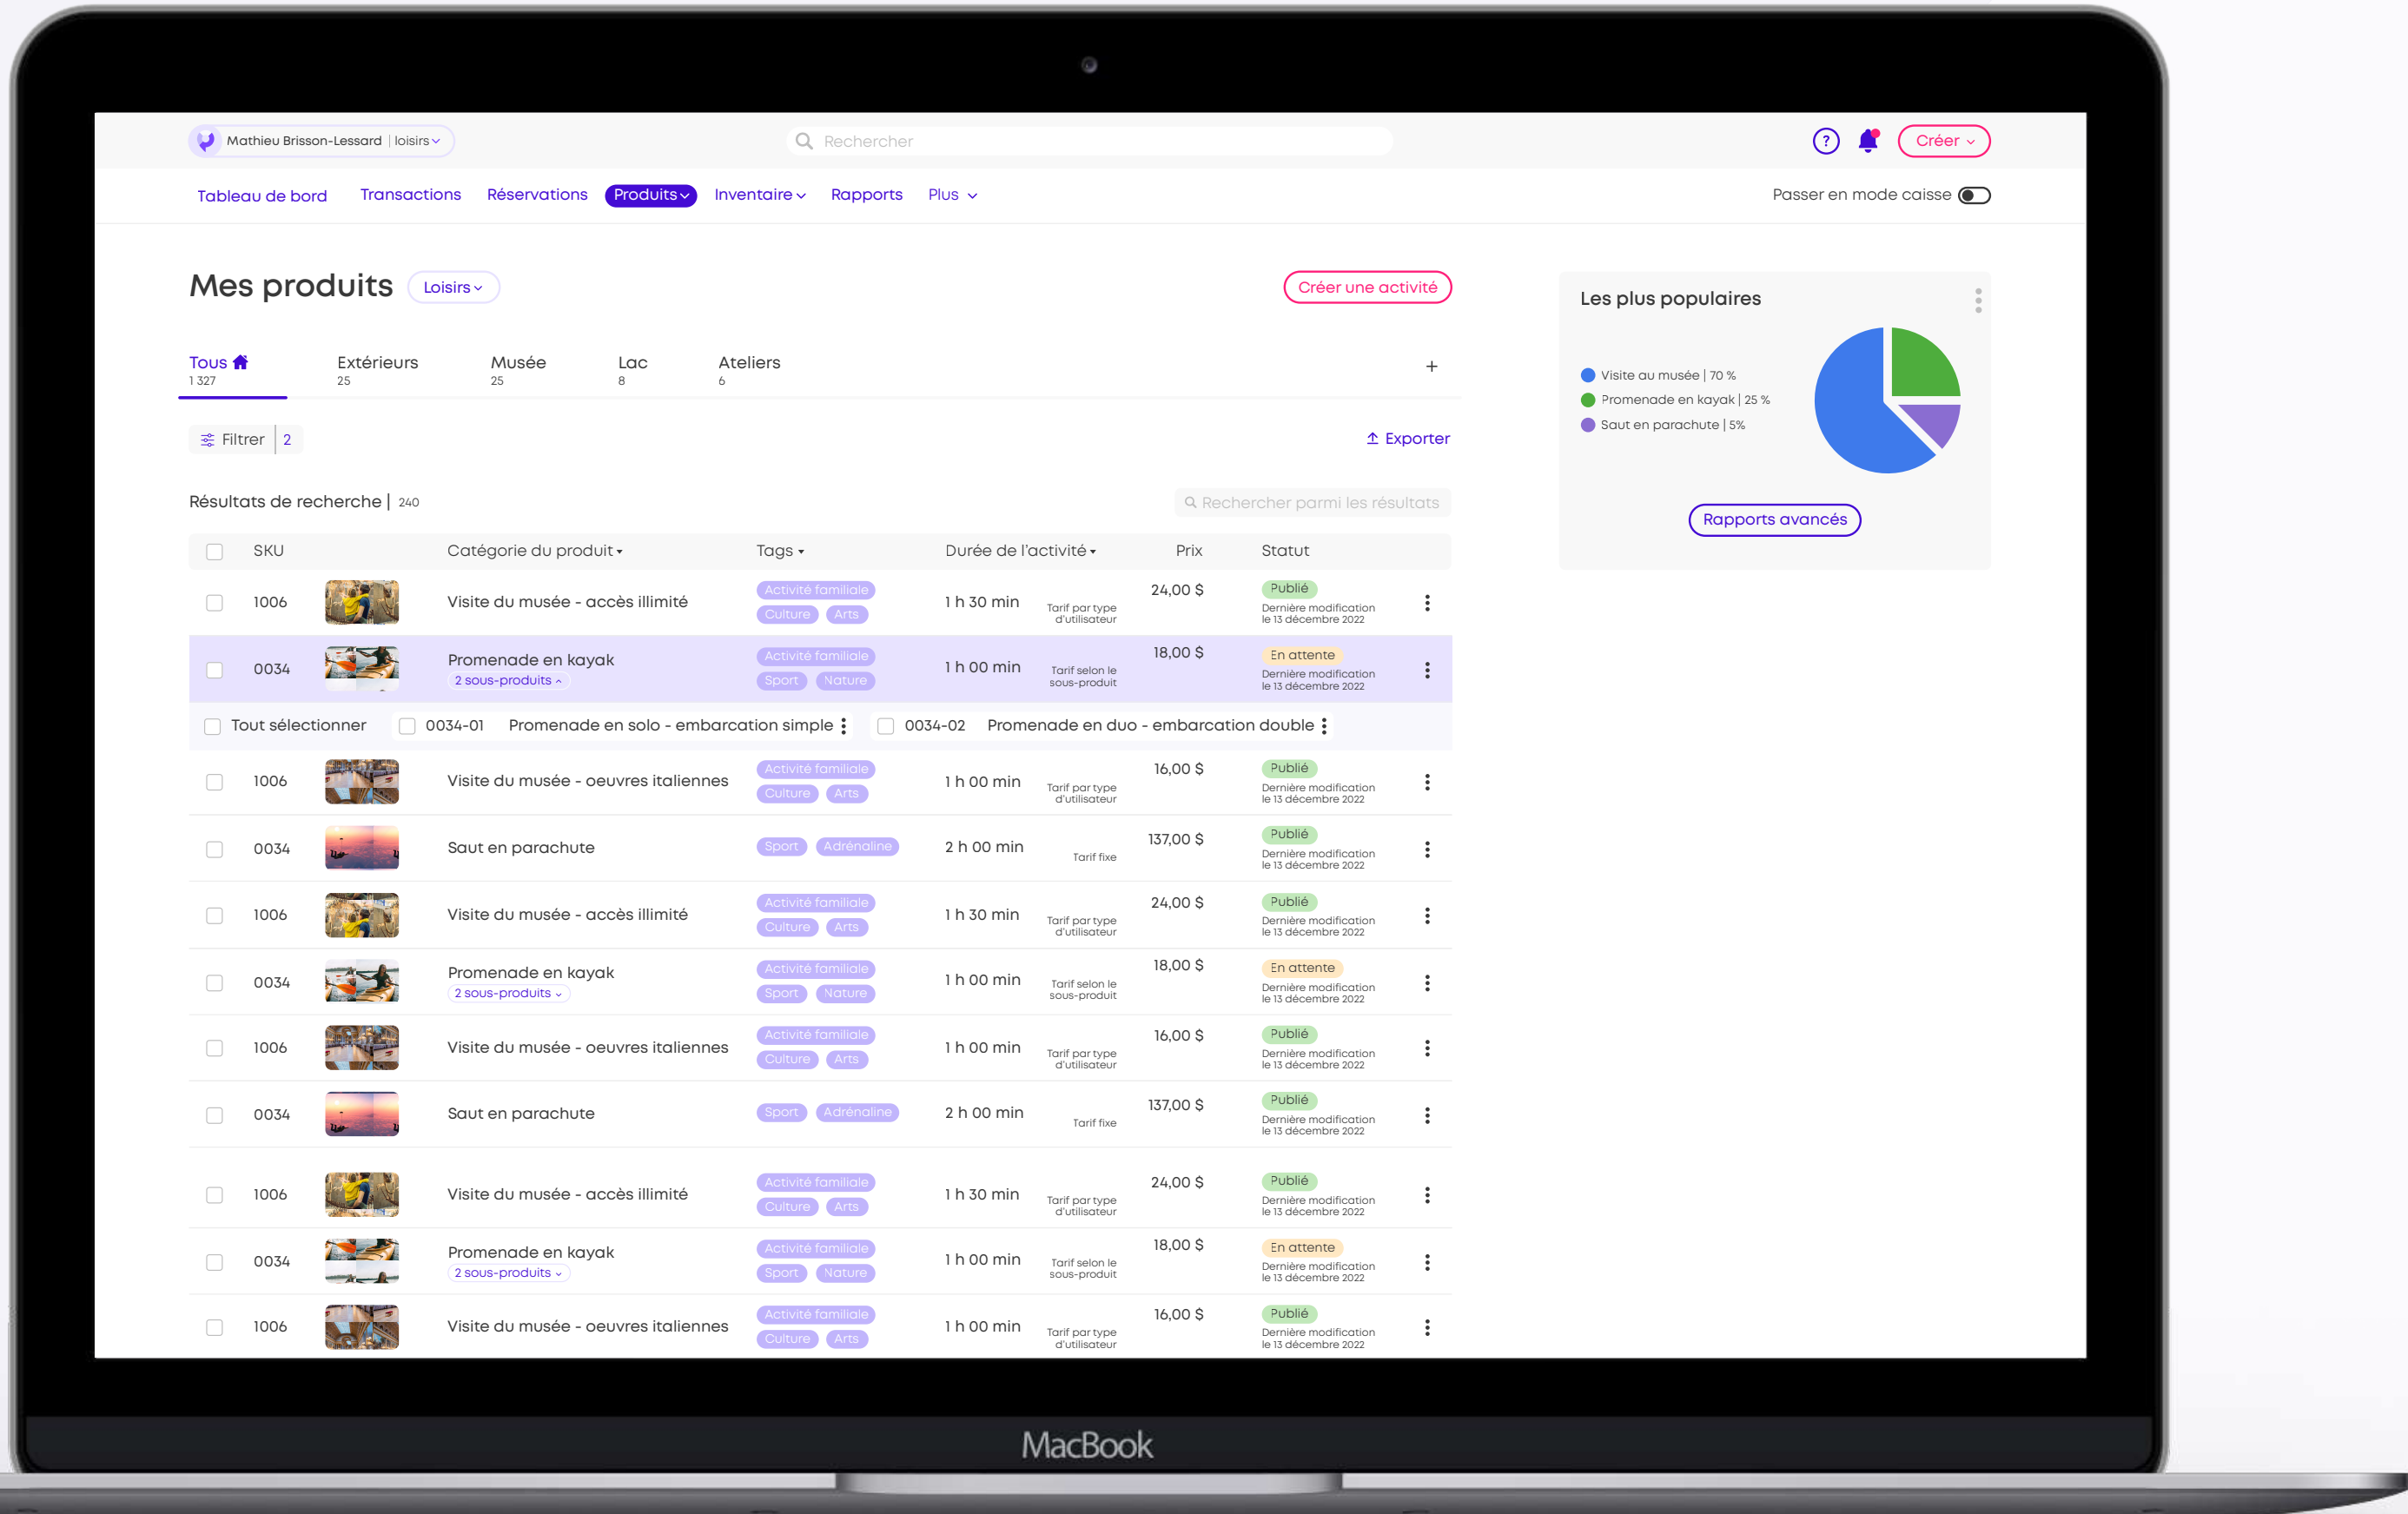 Mathieu Brisson-Lessard | loisirs
Rechercher
?
Créer
Tableau de bord Transactions Réservations Produits Inventaire Rapports Plus
Passer en mode caisse
Mes produits Loisirs
Créer une activité
Tous Extérieurs Musée Lac Ateliers +
1 327 25 25 8 6
Filtrer | 2
Exporter
Résultats de recherche | 240
Rechercher parmi les résultats
SKU Catégorie du produit Tags Durée de l'activité Prix Statut
1006 Visite du musée - accès illimité
Activité familiale
Culture Arts
1 h 30 min
Tarif par type
d'utilisateur
24,00 $
Publié
Dernière modification
le 13 décembre 2022
0034 Promenade en kayak
2 sous-produits
Activité familiale
Sport Nature
1 h 00 min
Tarif selon le
sous-produit
18,00 $
En attente
Dernière modification
le 13 décembre 2022
Tout sélectionner 0034-01 Promenade en solo - embarcation simple 0034-02 Promenade en duo - embarcation double
1006 Visite du musée - oeuvres italiennes
Activité familiale
Culture Arts
1 h 00 min
Tarif par type
d'utilisateur
16,00 $
Publié
Dernière modification
le 13 décembre 2022
0034 Saut en parachute
Sport Adrénaline
2 h 00 min
Tarif fixe
137,00 $
Publié
Dernière modification
le 13 décembre 2022
1006 Visite du musée - accès illimité
Activité familiale
Culture Arts
1 h 30 min
Tarif par type
d'utilisateur
24,00 $
Publié
Dernière modification
le 13 décembre 2022
0034 Promenade en kayak
2 sous-produits
Activité familiale
Sport Nature
1 h 00 min
Tarif selon le
sous-produit
18,00 $
En attente
Dernière modification
le 13 décembre 2022
1006 Visite du musée - oeuvres italiennes
Activité familiale
Culture Arts
1 h 00 min
Tarif par type
d'utilisateur
16,00 $
Publié
Dernière modification
le 13 décembre 2022
0034 Saut en parachute
Sport Adrénaline
2 h 00 min
Tarif fixe
137,00 $
Publié
Dernière modification
le 13 décembre 2022
1006 Visite du musée - accès illimité
Activité familiale
Culture Arts
1 h 30 min
Tarif par type
d'utilisateur
24,00 $
Publié
Dernière modification
le 13 décembre 2022
0034 Promenade en kayak
2 sous-produits
Activité familiale
Sport Nature
1 h 00 min
Tarif selon le
sous-produit
18,00 $
En attente
Dernière modification
le 13 décembre 2022
1006 Visite du musée - oeuvres italiennes
Activité familiale
Culture Arts
1 h 00 min
Tarif par type
d'utilisateur
16,00 $
Publié
Dernière modification
le 13 décembre 2022
Les plus populaires
Visite au musée | 70 %
Promenade en kayak | 25 %
Saut en parachute | 5%
Rapports avancés
MacBook